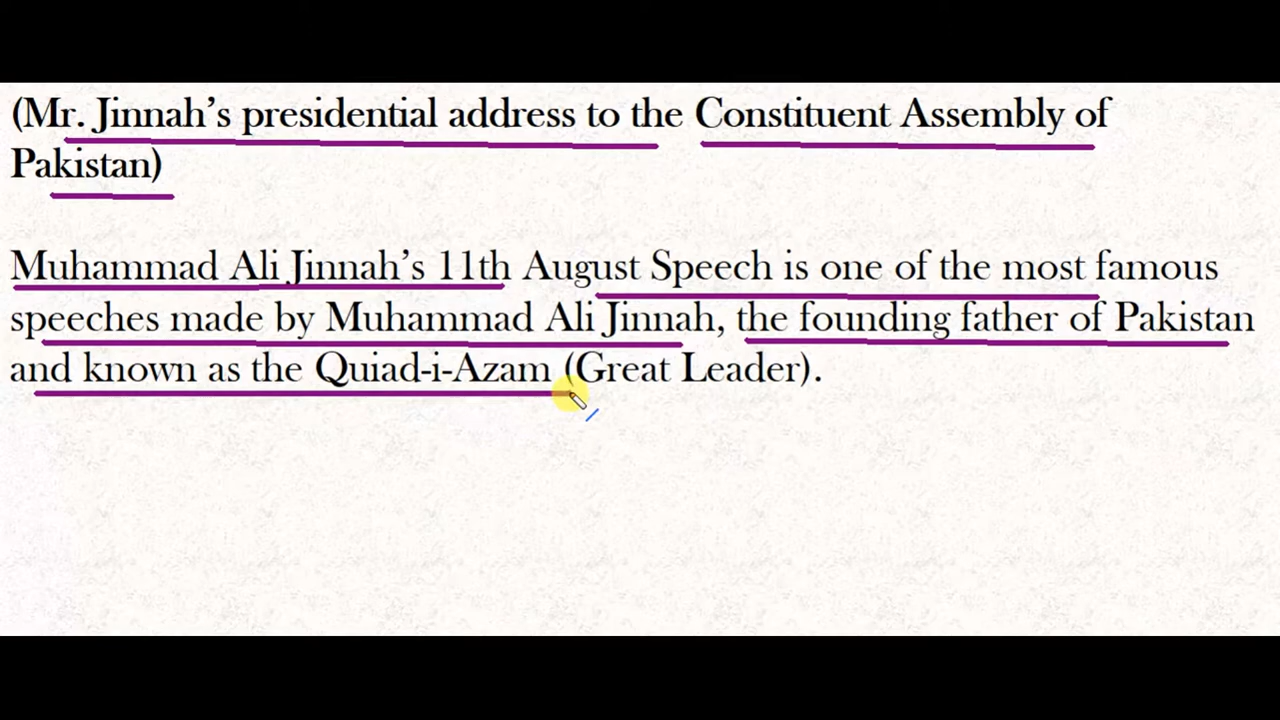 (Mr. Jinnah’s presidential address to the Constituent Assembly of
Pakistan)
Muhammad Ali Jinnah’s 11th August Speech is one of the most famous
speeches made by Muhammad Ali Jinnah, the founding father of Pakistan
and known as the Quiad-i-Azam (Great Leader).